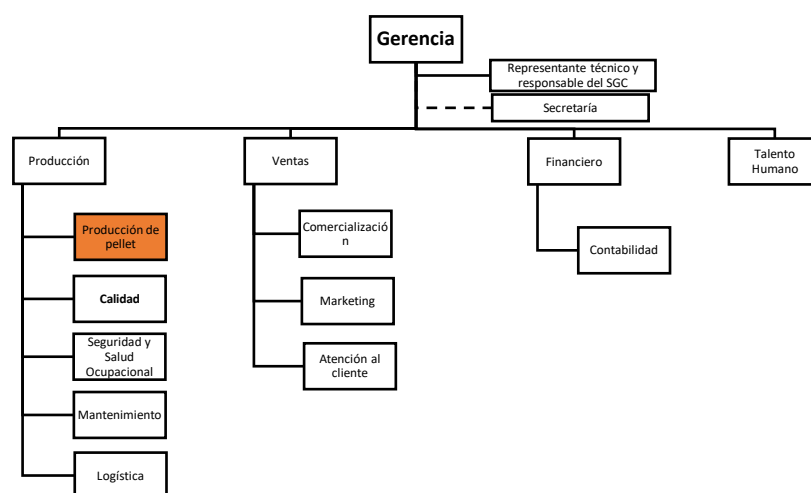 Gerencia
Representante técnico y
responsable del SGC
Secretaría
Producción
Ventas
Financiero
Talento
Humano
Producción de
pellet
Comercializació
n
Contabilidad
Calidad
Marketing
Seguridad y
Salud
Ocupacional
Atención al
cliente
Mantenimiento
Logística